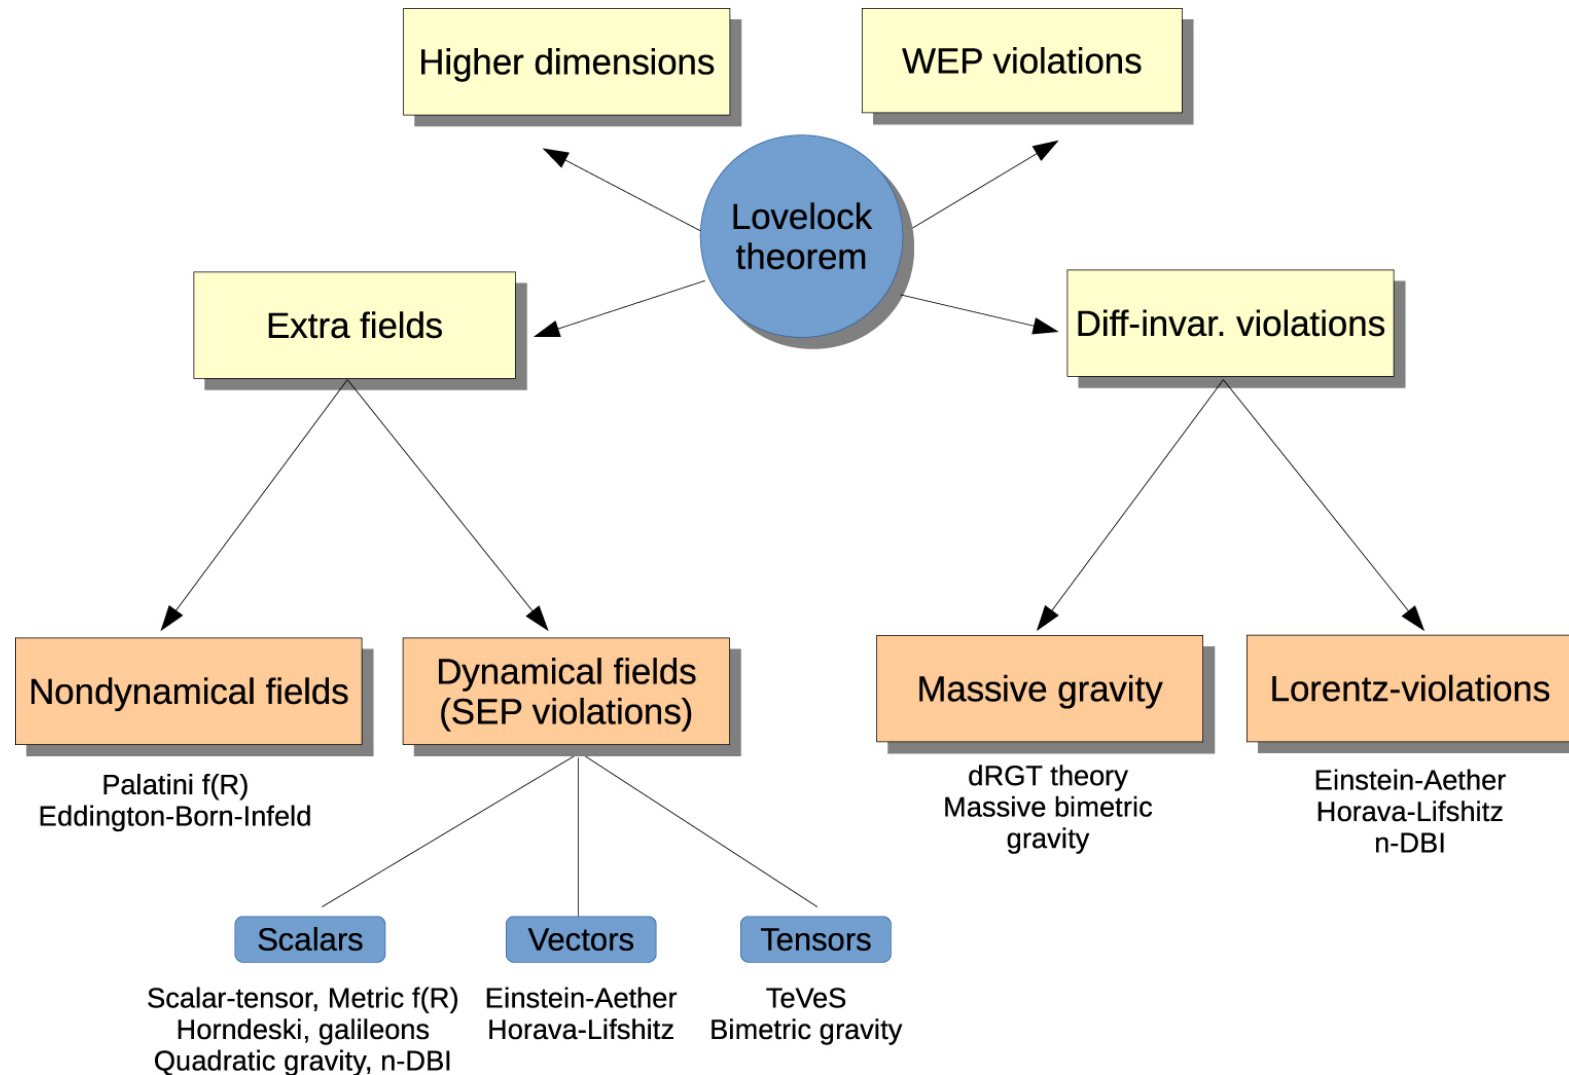 Higher dimensions
WEP violations
Lovelock
theorem
Extra fields
Diff-invar. violations
Nondynamical fields
Dynamical fields
(SEP violations)
Massive gravity
Lorentz-violations
Palatini f(R)
Eddington-Born-Infeld
dRGT theory
Massive bimetric
gravity
Einstein-Aether
Horava-Lifshitz
n-DBI
Scalars
Vectors
Tensors
Scalar-tensor, Metric f(R)
Horndeski, galileons
Quadratic gravity, n-DBI
Einstein-Aether
Horava-Lifshitz
TeVeS
Bimetric gravity